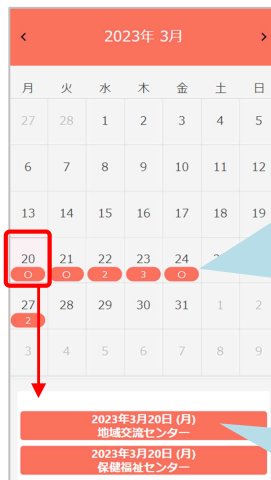 ‹ 2023年 3月 ›
月 火 水 木 金 土 日
27 28 1 2 3 4 5
6 7 8 9 10 11 12
13 14 15 16 17 18 19
20 21 22 23 24
○ ○ 2 3 ○
27 28 29 30 31 1 2
2
3 4 5 6 7 8 9
2023年3月20日 (月)
地域交流センター
2023年3月20日 (月)
保健福祉センター